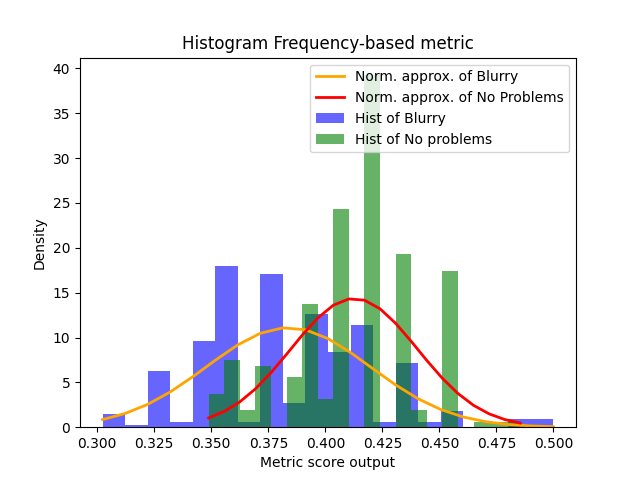 Histogram Frequency-based metric
Norm. approx. of Blurry
Norm. approx. of No Problems
Hist of Blurry
Hist of No problems
Density
40
35
30
25
20
15
10
5
0
0.300 0.325 0.350 0.375 0.400 0.425 0.450 0.475 0.500
Metric score output